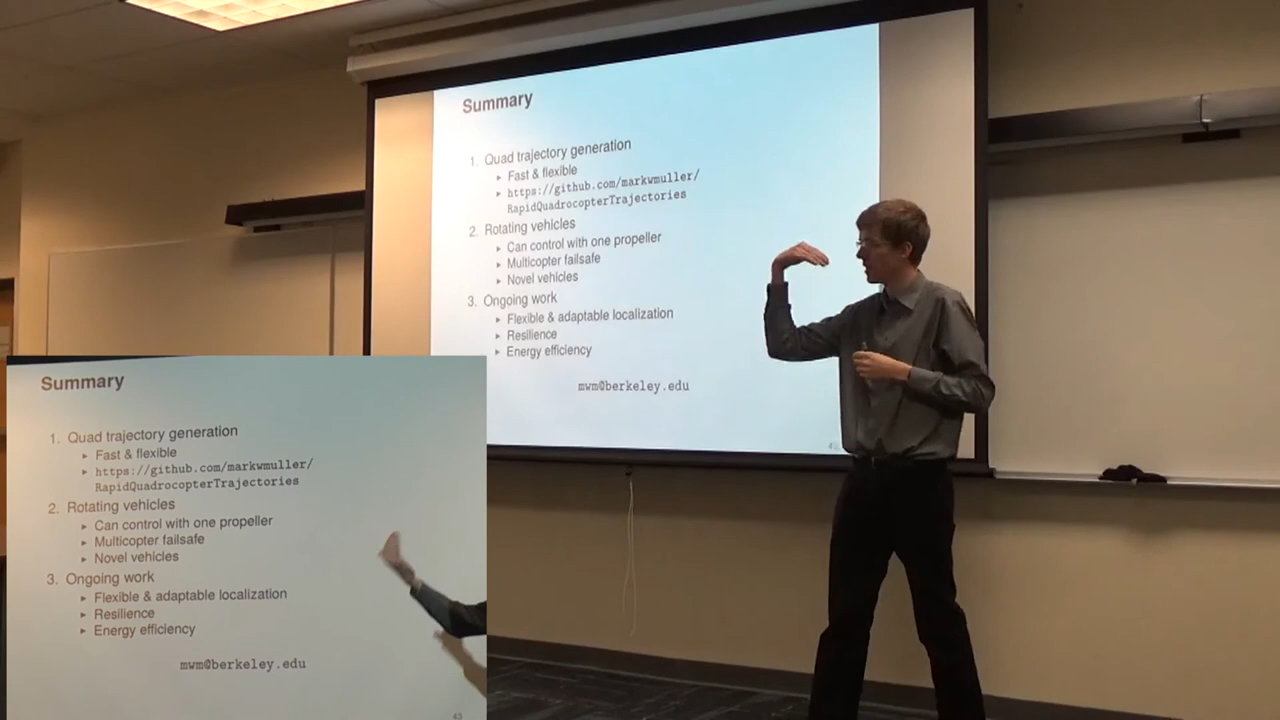 Summary
1. Quad trajectory generation
▸ Fast & flexible
▸ https://github.com/markwmuller/
RapidQuadrocopterTrajectories
2. Rotating vehicles
▸ Can control with one propeller
▸ Multicopter failsafe
▸ Novel vehicles
3. Ongoing work
▸ Flexible & adaptable localization
▸ Resilience
▸ Energy efficiency
mwm@berkeley.edu
Summary
1. Quad trajectory generation
▸ Fast & flexible
▸ https://github.com/markwmuller/
RapidQuadrocopterTrajectories
2. Rotating vehicles
▸ Can control with one propeller
▸ Multicopter failsafe
▸ Novel vehicles
3. Ongoing work
▸ Flexible & adaptable localization
▸ Resilience
▸ Energy efficiency
mwm@berkeley.edu
43